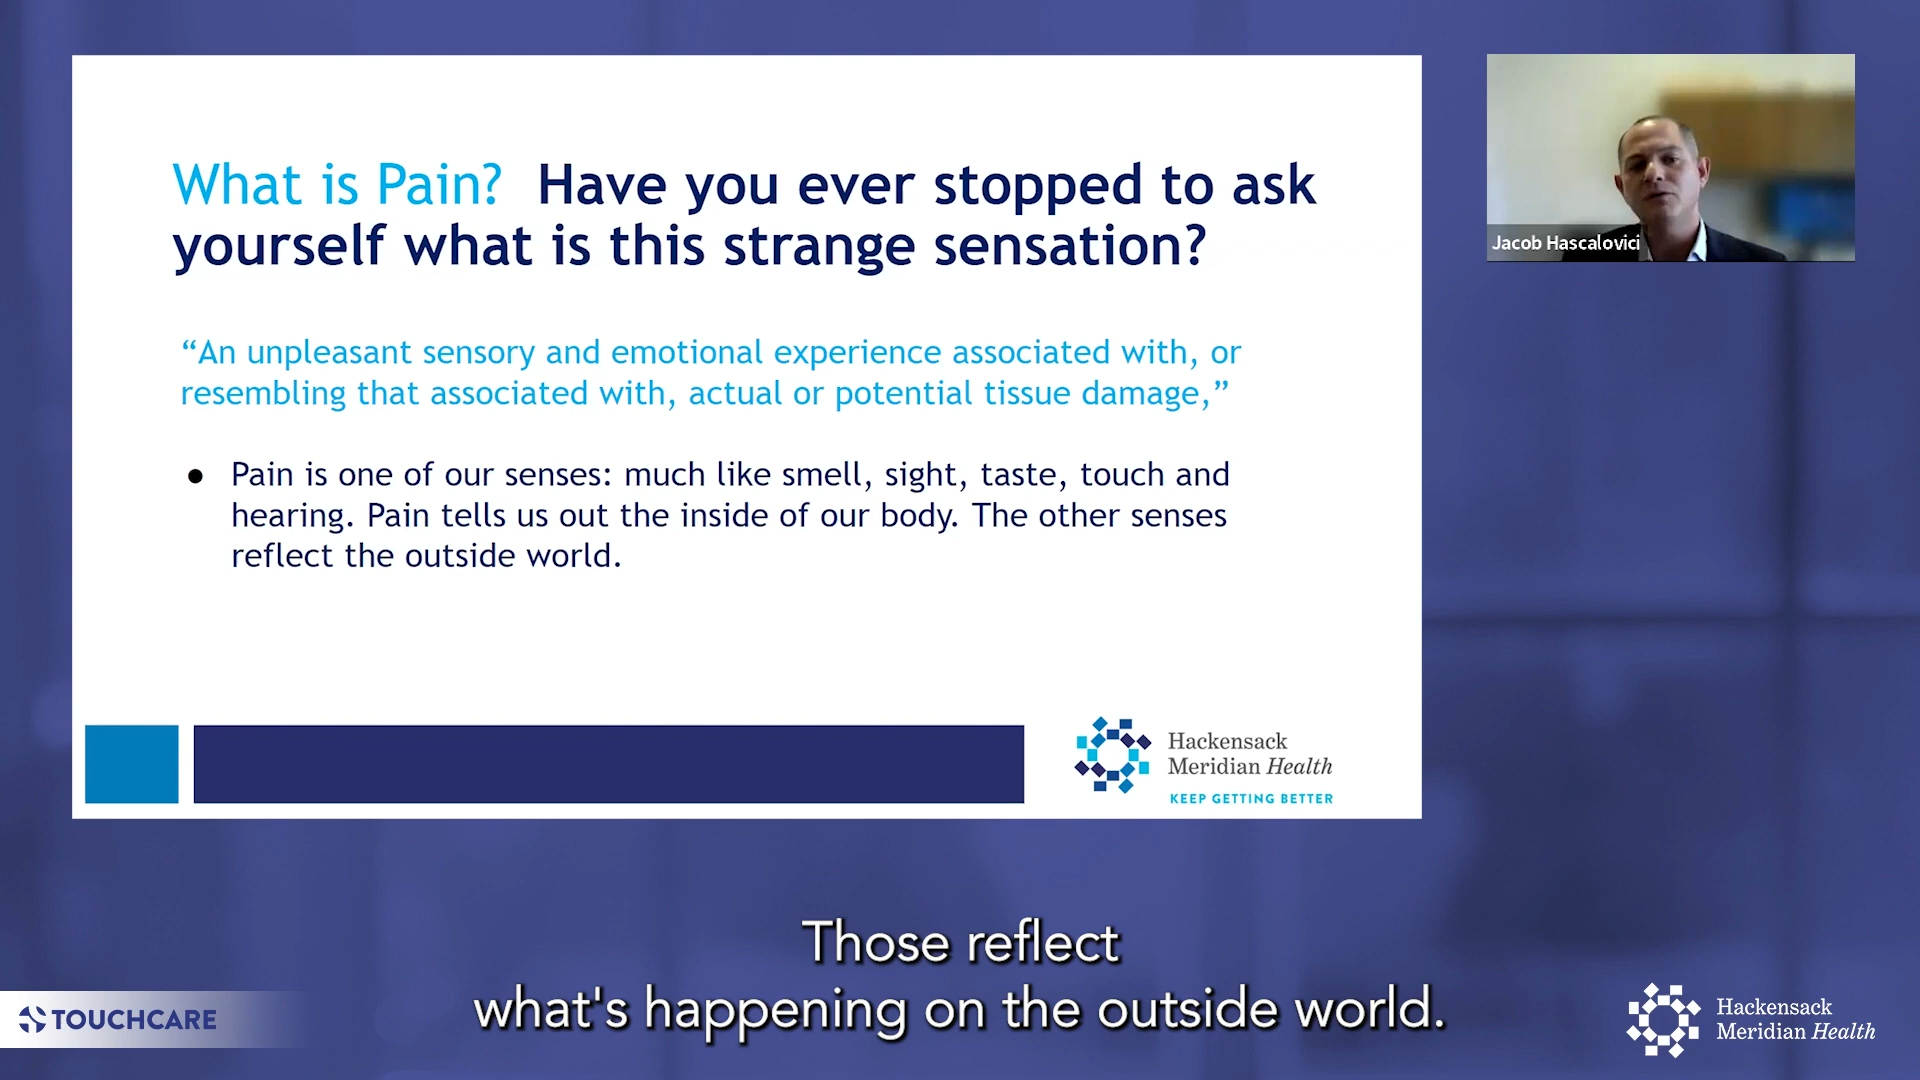 What is Pain? Have you ever stopped to ask
yourself what is this strange sensation?
“An unpleasant sensory and emotional experience associated with, or
resembling that associated with, actual or potential tissue damage,”
● Pain is one of our senses: much like smell, sight, taste, touch and
hearing. Pain tells us out the inside of our body. The other senses
reflect the outside world.
Hackensack
Meridian Health
KEEP GETTING BETTER
Jacob Hascalovici
Those reflect
what's happening on the outside world.
TOUCHCARE
Hackensack
Meridian Health